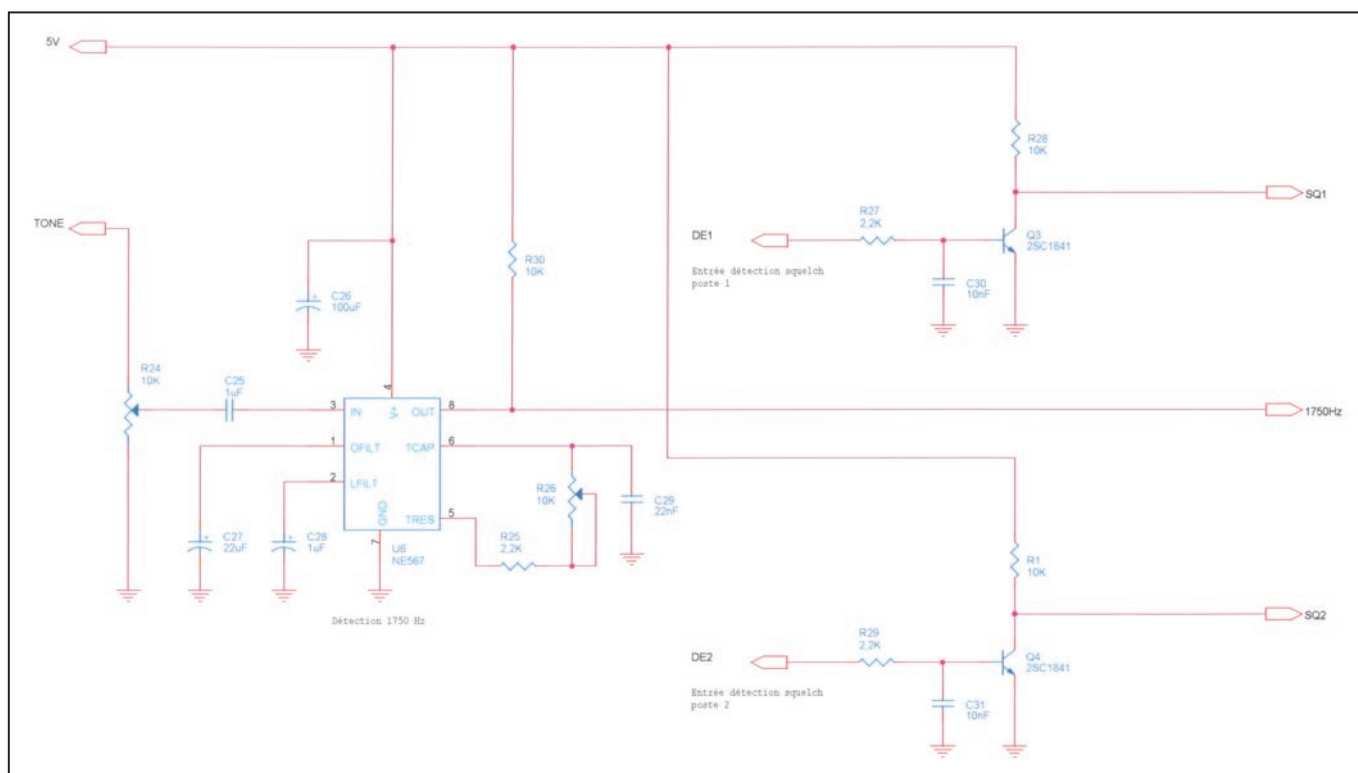 5V
R28
10K
SQ1
TONE
R27
2,2K
DE1
Q3
2SC1841
Entrée détection squelch
poste 1
C30
10nF
R30
10K
C26
100uF
R24
10K
C25
1uF
4
3
IN
V+
OUT
8
1750Hz
1
OFILT
TCAP
6
2
LFILT
R26
10K
C29
22nF
GND
TRES
5
C27
22uF
C28
1uF
7
U6
NE567
R25
2,2K
Détection 1750 Hz
R1
10K
SQ2
R29
2,2K
DE2
Q4
2SC1841
Entrée détection squelch
poste 2
C31
10nF